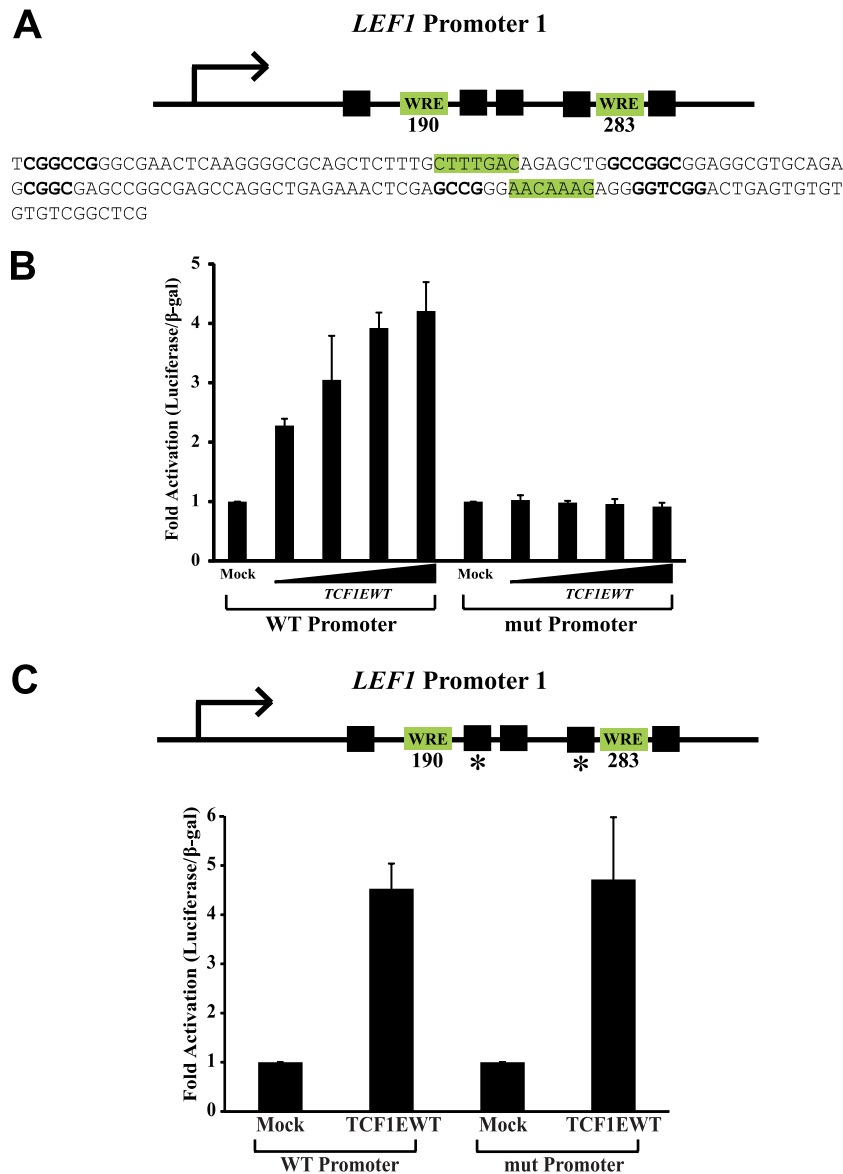 A
LEF1 Promoter 1
WRE WRE
190 283
TCGGCCGGGCGAACTCAAGGGGCGCAGCTCTTTGCTTTGACAGAGCTGGCCGGCGGAGGCGTGCAGA
GCGGCGAGCCGGCGAGCCAGGCTGAGAAACTCGAGCCGGGAACAAAGAGGGGTCGGACTGAGTGTGT
GTGTCGGCTCG
B
Fold Activation (Luciferase/β-gal)
5
4
3
2
1
0
Mock Mock
TCF1EWT TCF1EWT
WT Promoter mut Promoter
C
LEF1 Promoter 1
WRE WRE
190 * * 283
Fold Activation (Luciferase/β-gal)
6
5
4
3
2
1
0
Mock TCF1EWT Mock TCF1EWT
WT Promoter mut Promoter